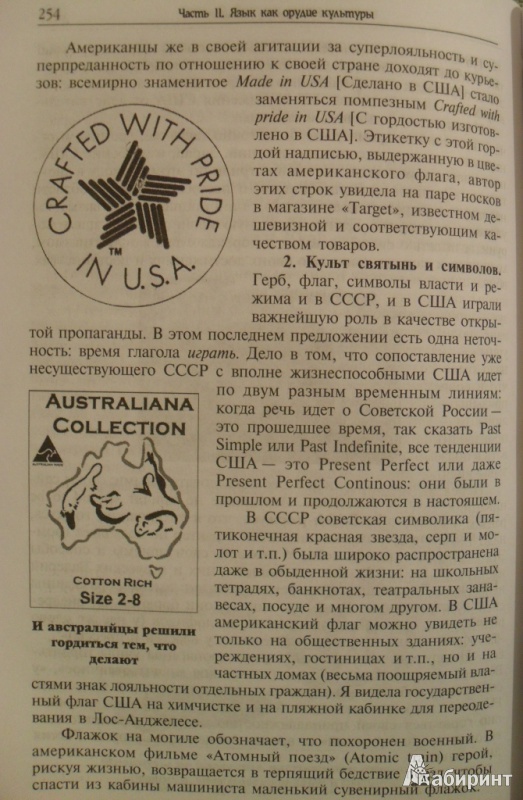 254
Часть II. Язык как орудие культуры
Американцы же в своей агитации за суперлояльность и су-
перпреданность по отношению к своей стране доходят до курье-
зов: всемирно знаменитое Made in USA [Сделано в США] стало
заменяться помпезным Crafted with
pride in USA [С гордостью изготов-
лено в США]. Этикетку с этой гор-
дой надписью, выдержанную в цве-
тах американского флага, автор
этих строк увидела на паре носков
в магазине «Target», известном де-
шевизной и соответствующим ка-
чеством товаров.
CRAFTED WITH PRIDE
IN U.S.A.
TM
2. Культ святынь и символов.
Герб, флаг, символы власти и ре-
жима и в СССР, и в США играли
важнейшую роль в качестве откры-
той пропаганды. В этом последнем предложении есть одна неточ-
ность: время глагола играть. Дело в том, что сопоставление уже
несуществующего СССР с вполне жизнеспособными США идет
по двум разным временным линиям:
когда речь идет о Советской России —
это прошедшее время, так сказать Past
Simple или Past Indefinite, все тенденции
США — это Present Perfect или даже
Present Perfect Continous: они были в
прошлом и продолжаются в настоящем.
AUSTRALIANA
COLLECTION
COTTON RICH
Size 2-8
И австралийцы решили
гордиться тем, что
делают
В СССР советская символика (пя-
тиконечная красная звезда, серп и мо-
лот и т.п.) была широко распространена
даже в обыденной жизни: на школьных
тетрадях, банкнотах, театральных зана-
весах, посуде и многом другом. В США
американский флаг можно увидеть не
только на общественных зданиях: уче-
реждениях, гостиницах и т.п., но и на
частных домах (весьма поощряемый вла-
стями знак лояльности отдельных граждан). Я видела государствен-
ный флаг США на химчистке и на пляжной кабинке для переоде-
вания в Лос-Анджелесе.
Флажок на могиле обозначает, что похоронен военный. В
американском фильме «Атомный поезд» (Atomic герой,
рискуя жизнью, возвращается в терпящий бедствие чтобы
спасти из кабины машиниста маленький сувенирный флажок.
Лабиринт